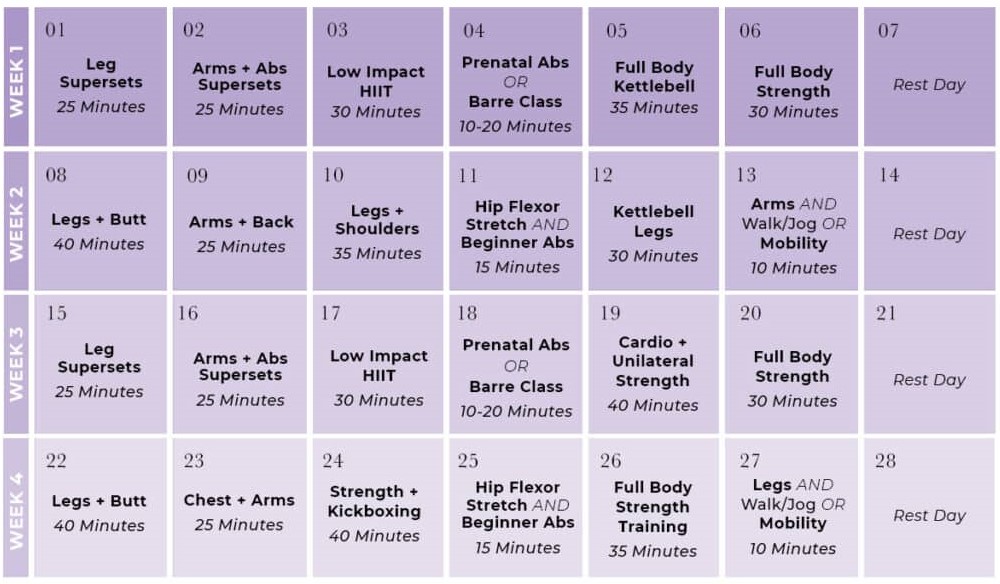 WEEK 1
01
Leg
Supersets
25 Minutes
02
Arms + Abs
Supersets
25 Minutes
03
Low Impact
HIIT
30 Minutes
04
Prenatal Abs
OR
Barre Class
10-20 Minutes
05
Full Body
Kettlebell
35 Minutes
06
Full Body
Strength
30 Minutes
07
Rest Day
WEEK 2
08
Legs + Butt
40 Minutes
09
Arms + Back
25 Minutes
10
Legs +
Shoulders
35 Minutes
11
Hip Flexor
Stretch AND
Beginner Abs
15 Minutes
12
Kettlebell
Legs
30 Minutes
13
Arms AND
Walk/Jog OR
Mobility
10 Minutes
14
Rest Day
WEEK 3
15
Leg
Supersets
25 Minutes
16
Arms + Abs
Supersets
25 Minutes
17
Low Impact
HIIT
30 Minutes
18
Prenatal Abs
OR
Barre Class
10-20 Minutes
19
Cardio +
Unilateral
Strength
40 Minutes
20
Full Body
Strength
30 Minutes
21
Rest Day
WEEK 4
22
Legs + Butt
40 Minutes
23
Chest + Arms
25 Minutes
24
Strength +
Kickboxing
40 Minutes
25
Hip Flexor
Stretch AND
Beginner Abs
15 Minutes
26
Full Body
Strength
Training
35 Minutes
27
Legs AND
Walk/Jog OR
Mobility
10 Minutes
28
Rest Day